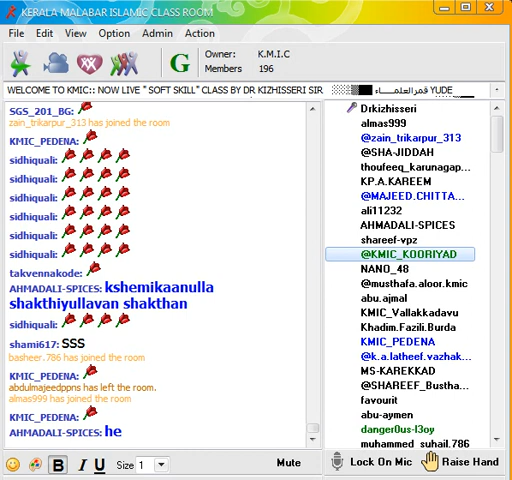 KERALA MALABAR ISLAMIC CLASS ROOM
File Edit View Option Admin Action
G Owner: K.M.I.C
Members 196
WELCOME TO KMIC:: NOW LIVE " SOFT SKILL" CLASS BY DR KIZHISSERI SIR قمرالعلمـــاء YUDE
SGS_201_BG:
zain_trikarpur_313 has joined the room
KMIC_PEDENA:
sidhiquali:
sidhiquali:
sidhiquali:
sidhiquali:
sidhiquali:
sidhiquali:
takvennakode:
AHMADALI-SPICES: kshemikaanulla
shakthiyullavan shakthan
sidhiquali:
shami617: SSS
basheer.786 has joined the room
KMIC_PEDENA:
abdulmajeedppns has left the room.
almas999 has joined the room
KMIC_PEDENA:
AHMADALI-SPICES: he
B I U Size 1 Mute
Drkizhisseri
almas999
@zain_trikarpur_313
@SHA-JIDDAH
thoufeeq_karunagap...
KP.A.KAREEM
@MAJEED.CHITTA...
ali11232
AHMADALI-SPICES
shareef-vpz
@KMIC_KOORIYAD
NANO_48
@musthafa.aloor.kmic
abu.ajmal
KMIC_Vallakkadavu
Khadim.Fazili.Burda
KMIC_PEDENA
@k.a.latheef.vazhak...
MS-KAREKKAD
@SHAREEF_Bustha...
favourit
abu-aymen
danger0us-l3oy
muhammed_suhail.786
Lock On Mic Raise Hand